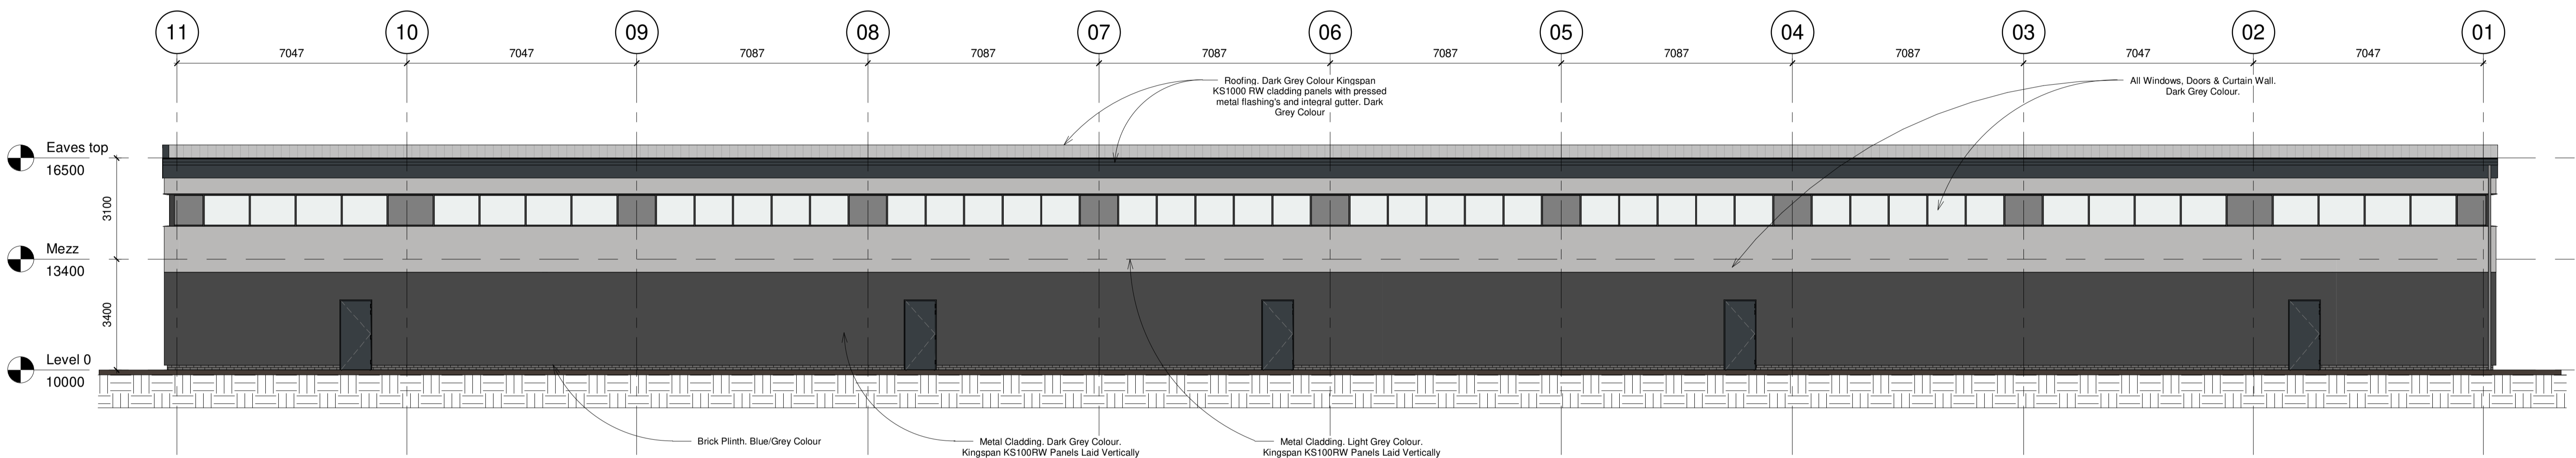 11 10 09 08 07 06 05 04 03 02 01
7047 7047 7087 7087 7087 7087 7087 7087 7047 7047
Roofing. Dark Grey Colour Kingspan
KS1000 RW cladding panels with pressed
metal flashing's and integral gutter. Dark
Grey Colour
All Windows, Doors & Curtain Wall.
Dark Grey Colour.
Eaves top
16500
3100
Mezz
13400
3400
Level 0
10000
Brick Plinth. Blue/Grey Colour
Metal Cladding. Dark Grey Colour.
Kingspan KS100RW Panels Laid Vertically
Metal Cladding. Light Grey Colour.
Kingspan KS100RW Panels Laid Vertically